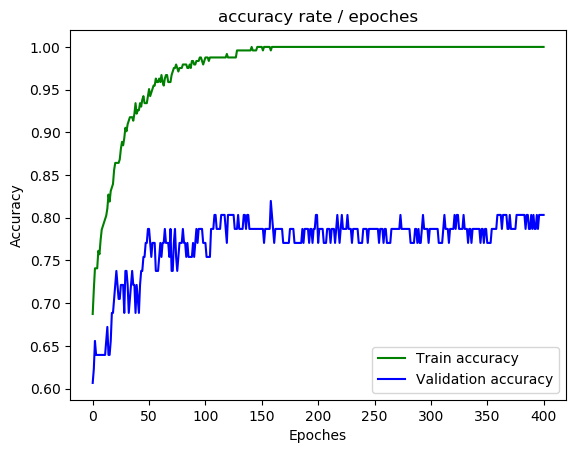 accuracy rate / epoches
1.00
0.95
0.90
0.85
0.80
0.75
0.70
0.65
0.60
Accuracy
Train accuracy
Validation accuracy
0 50 100 150 200 250 300 350 400
Epoches